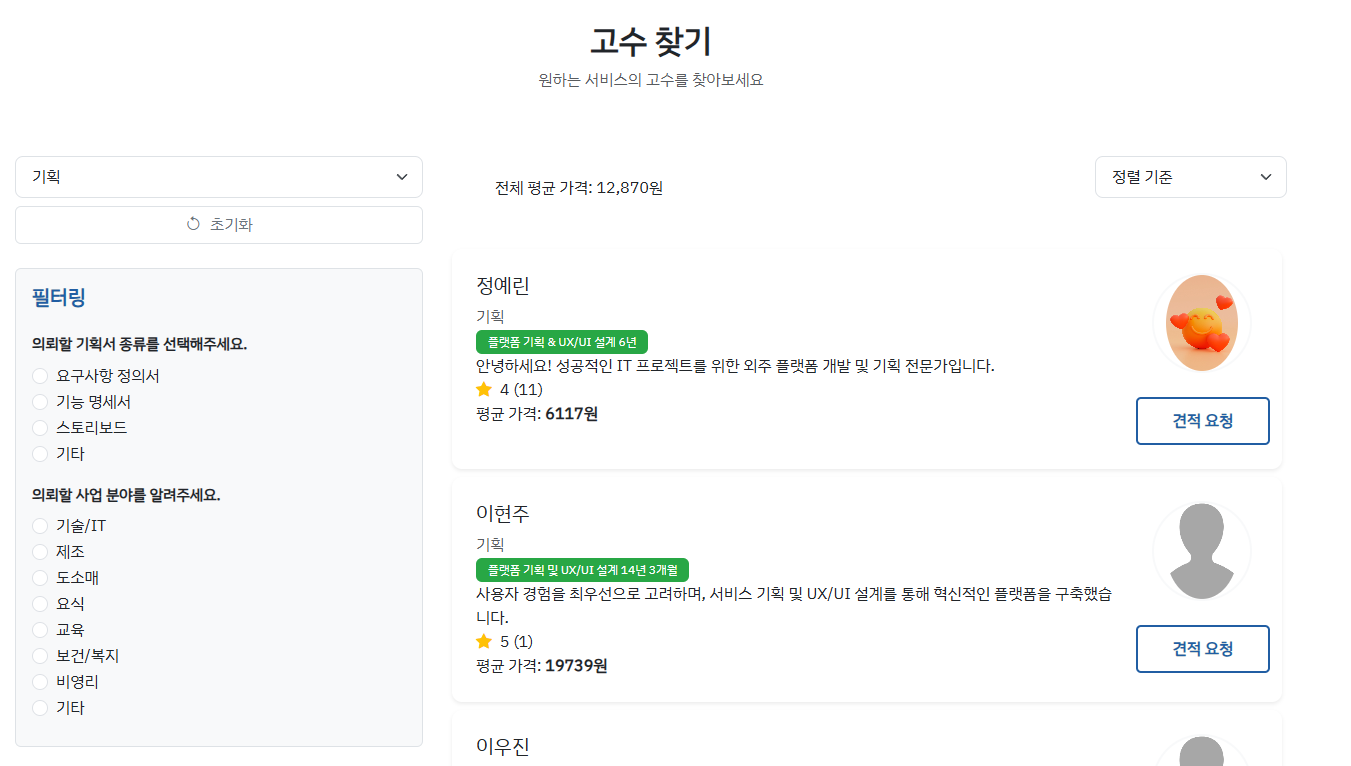 고수 찾기
원하는 서비스의 고수를 찾아보세요
기획
초기화
필터링
의뢰할 기획서 종류를 선택해주세요.
요구사항 정의서
기능 명세서
스토리보드
기타
의뢰할 사업 분야를 알려주세요.
기술/IT
제조
도소매
요식
교육
보건/복지
비영리
기타
전체 평균 가격: 12,870원
정렬 기준
정예린
기획
플랫폼 기획 & UX/UI 설계 6년
안녕하세요! 성공적인 IT 프로젝트를 위한 외주 플랫폼 개발 및 기획 전문가입니다.
4 (11)
평균 가격: 6117원
견적 요청
이현주
기획
플랫폼 기획 및 UX/UI 설계 14년 3개월
사용자 경험을 최우선으로 고려하며, 서비스 기획 및 UX/UI 설계를 통해 혁신적인 플랫폼을 구축했습
니다.
5 (1)
평균 가격: 19739원
견적 요청
이우진